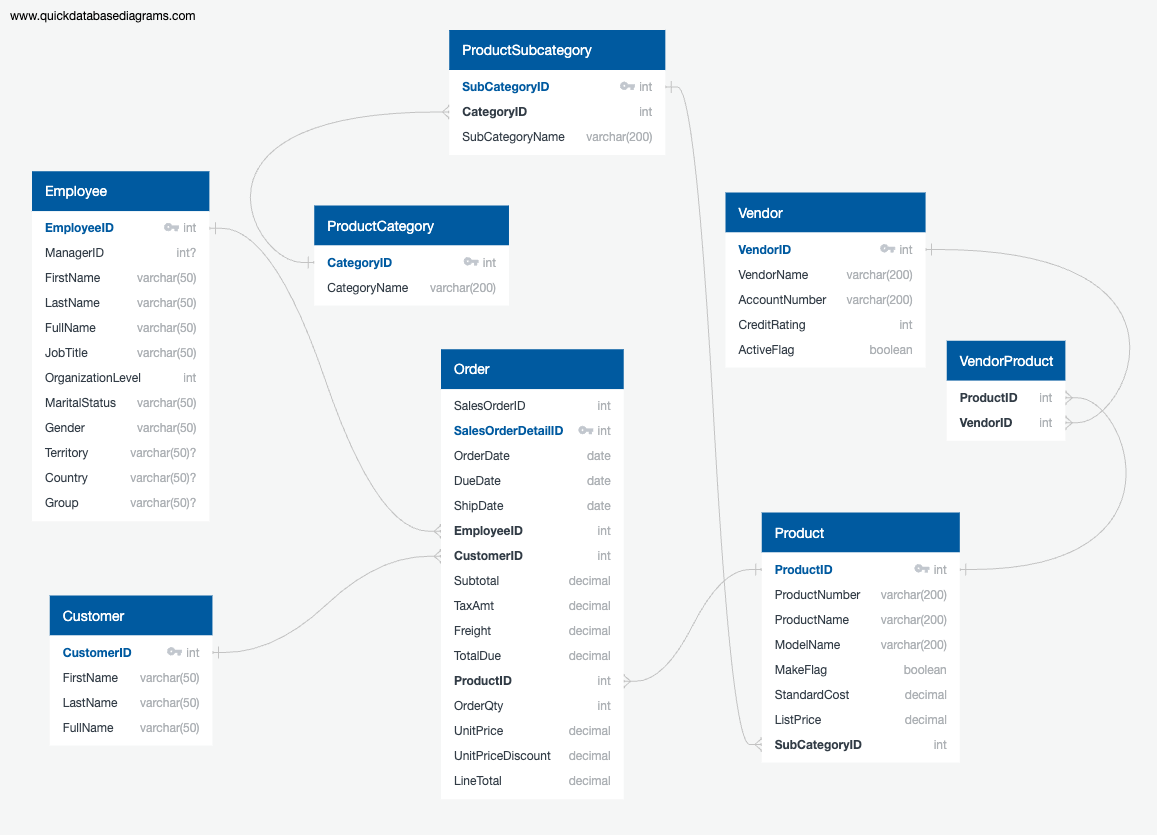 www.quickdatabasediagrams.com
ProductSubcategory
SubCategoryID int
CategoryID int
SubCategoryName varchar(200)
Employee
EmployeeID int
ManagerID int?
FirstName varchar(50)
LastName varchar(50)
FullName varchar(50)
JobTitle varchar(50)
OrganizationLevel int
MaritalStatus varchar(50)
Gender varchar(50)
Territory varchar(50)?
Country varchar(50)?
Group varchar(50)?
ProductCategory
CategoryID int
CategoryName varchar(200)
Vendor
VendorID int
VendorName varchar(200)
AccountNumber varchar(200)
CreditRating int
ActiveFlag boolean
VendorProduct
ProductID int
VendorID int
Order
SalesOrderID int
SalesOrderDetailID int
OrderDate date
DueDate date
ShipDate date
EmployeeID int
CustomerID int
Subtotal decimal
TaxAmt decimal
Freight decimal
TotalDue decimal
ProductID int
OrderQty int
UnitPrice decimal
UnitPriceDiscount decimal
LineTotal decimal
Product
ProductID int
ProductNumber varchar(200)
ProductName varchar(200)
ModelName varchar(200)
MakeFlag boolean
StandardCost decimal
ListPrice decimal
SubCategoryID int
Customer
CustomerID int
FirstName varchar(50)
LastName varchar(50)
FullName varchar(50)